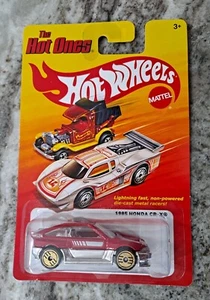 The
Hot Ones
3+
HOT WHEELS
MATTEL
Lightning fast, non-powered
die-cast metal racers!
1985 HONDA CR-X